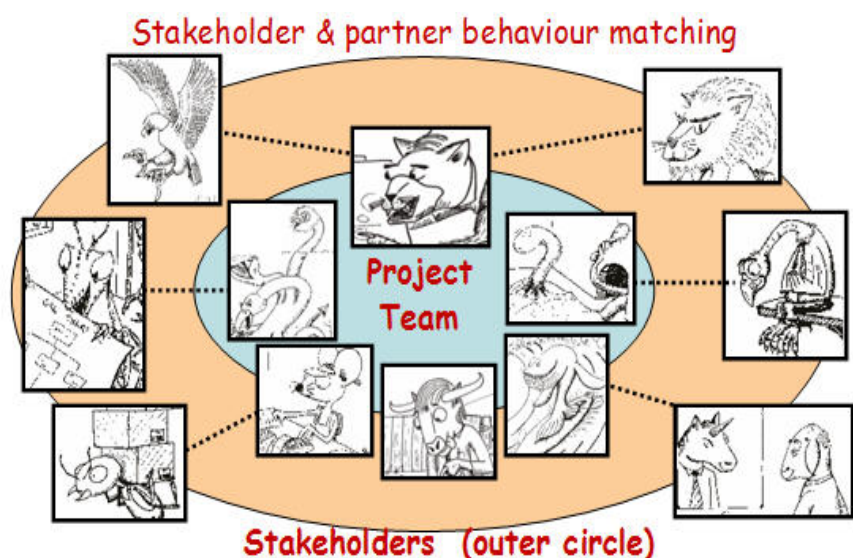 Stakeholder & partner behaviour matching
Project
Team
Stakeholders (outer circle)